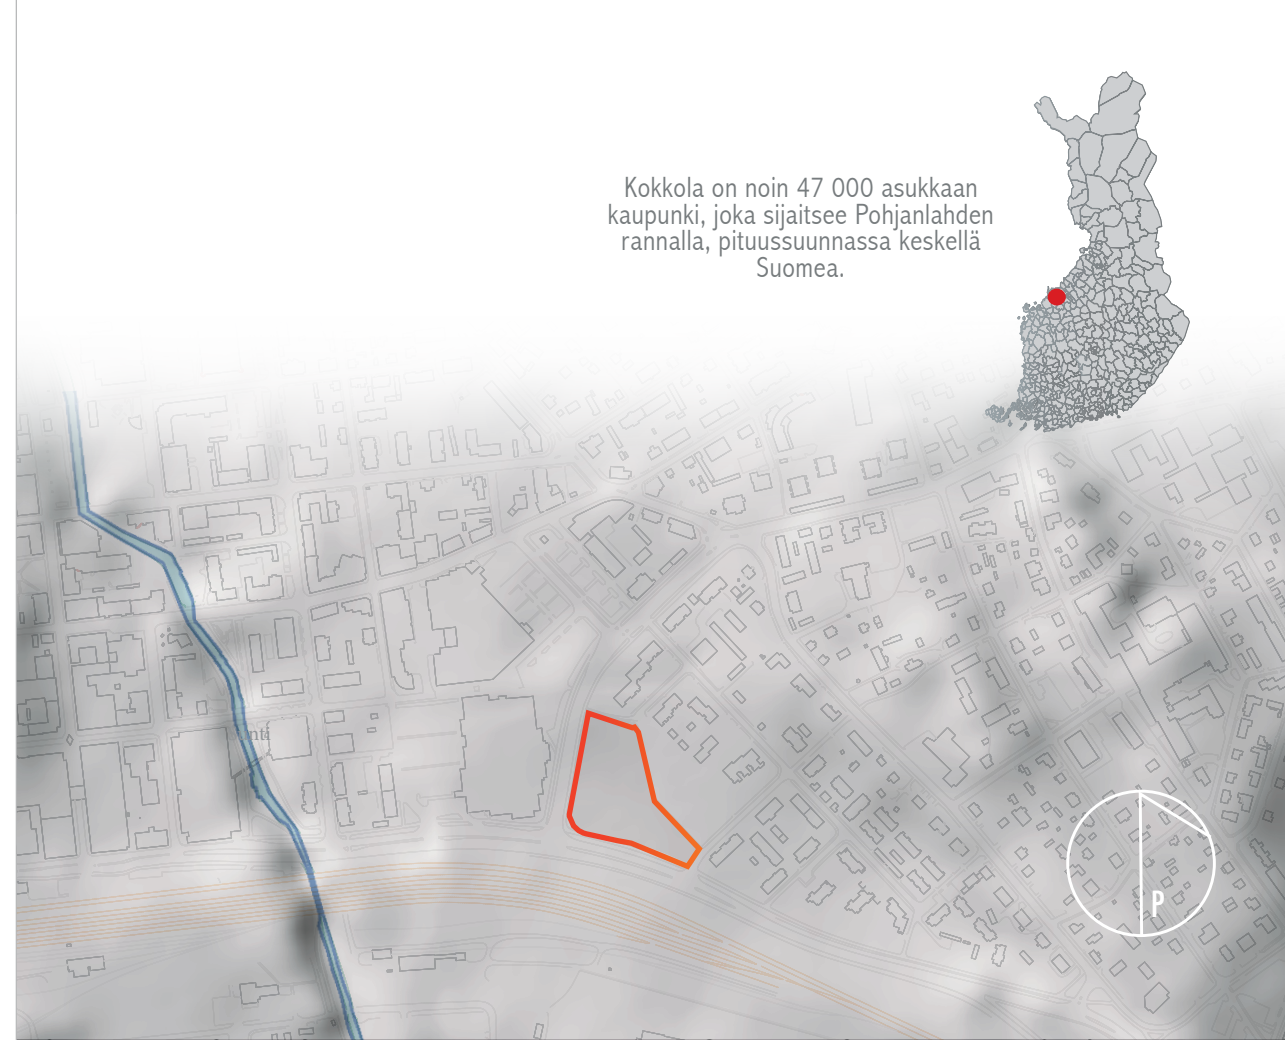 Kokkola on noin 47 000 asukkaan
kaupunki, joka sijaitsee Pohjanlahden
rannalla, pituussuunnassa keskellä
Suomea.
P